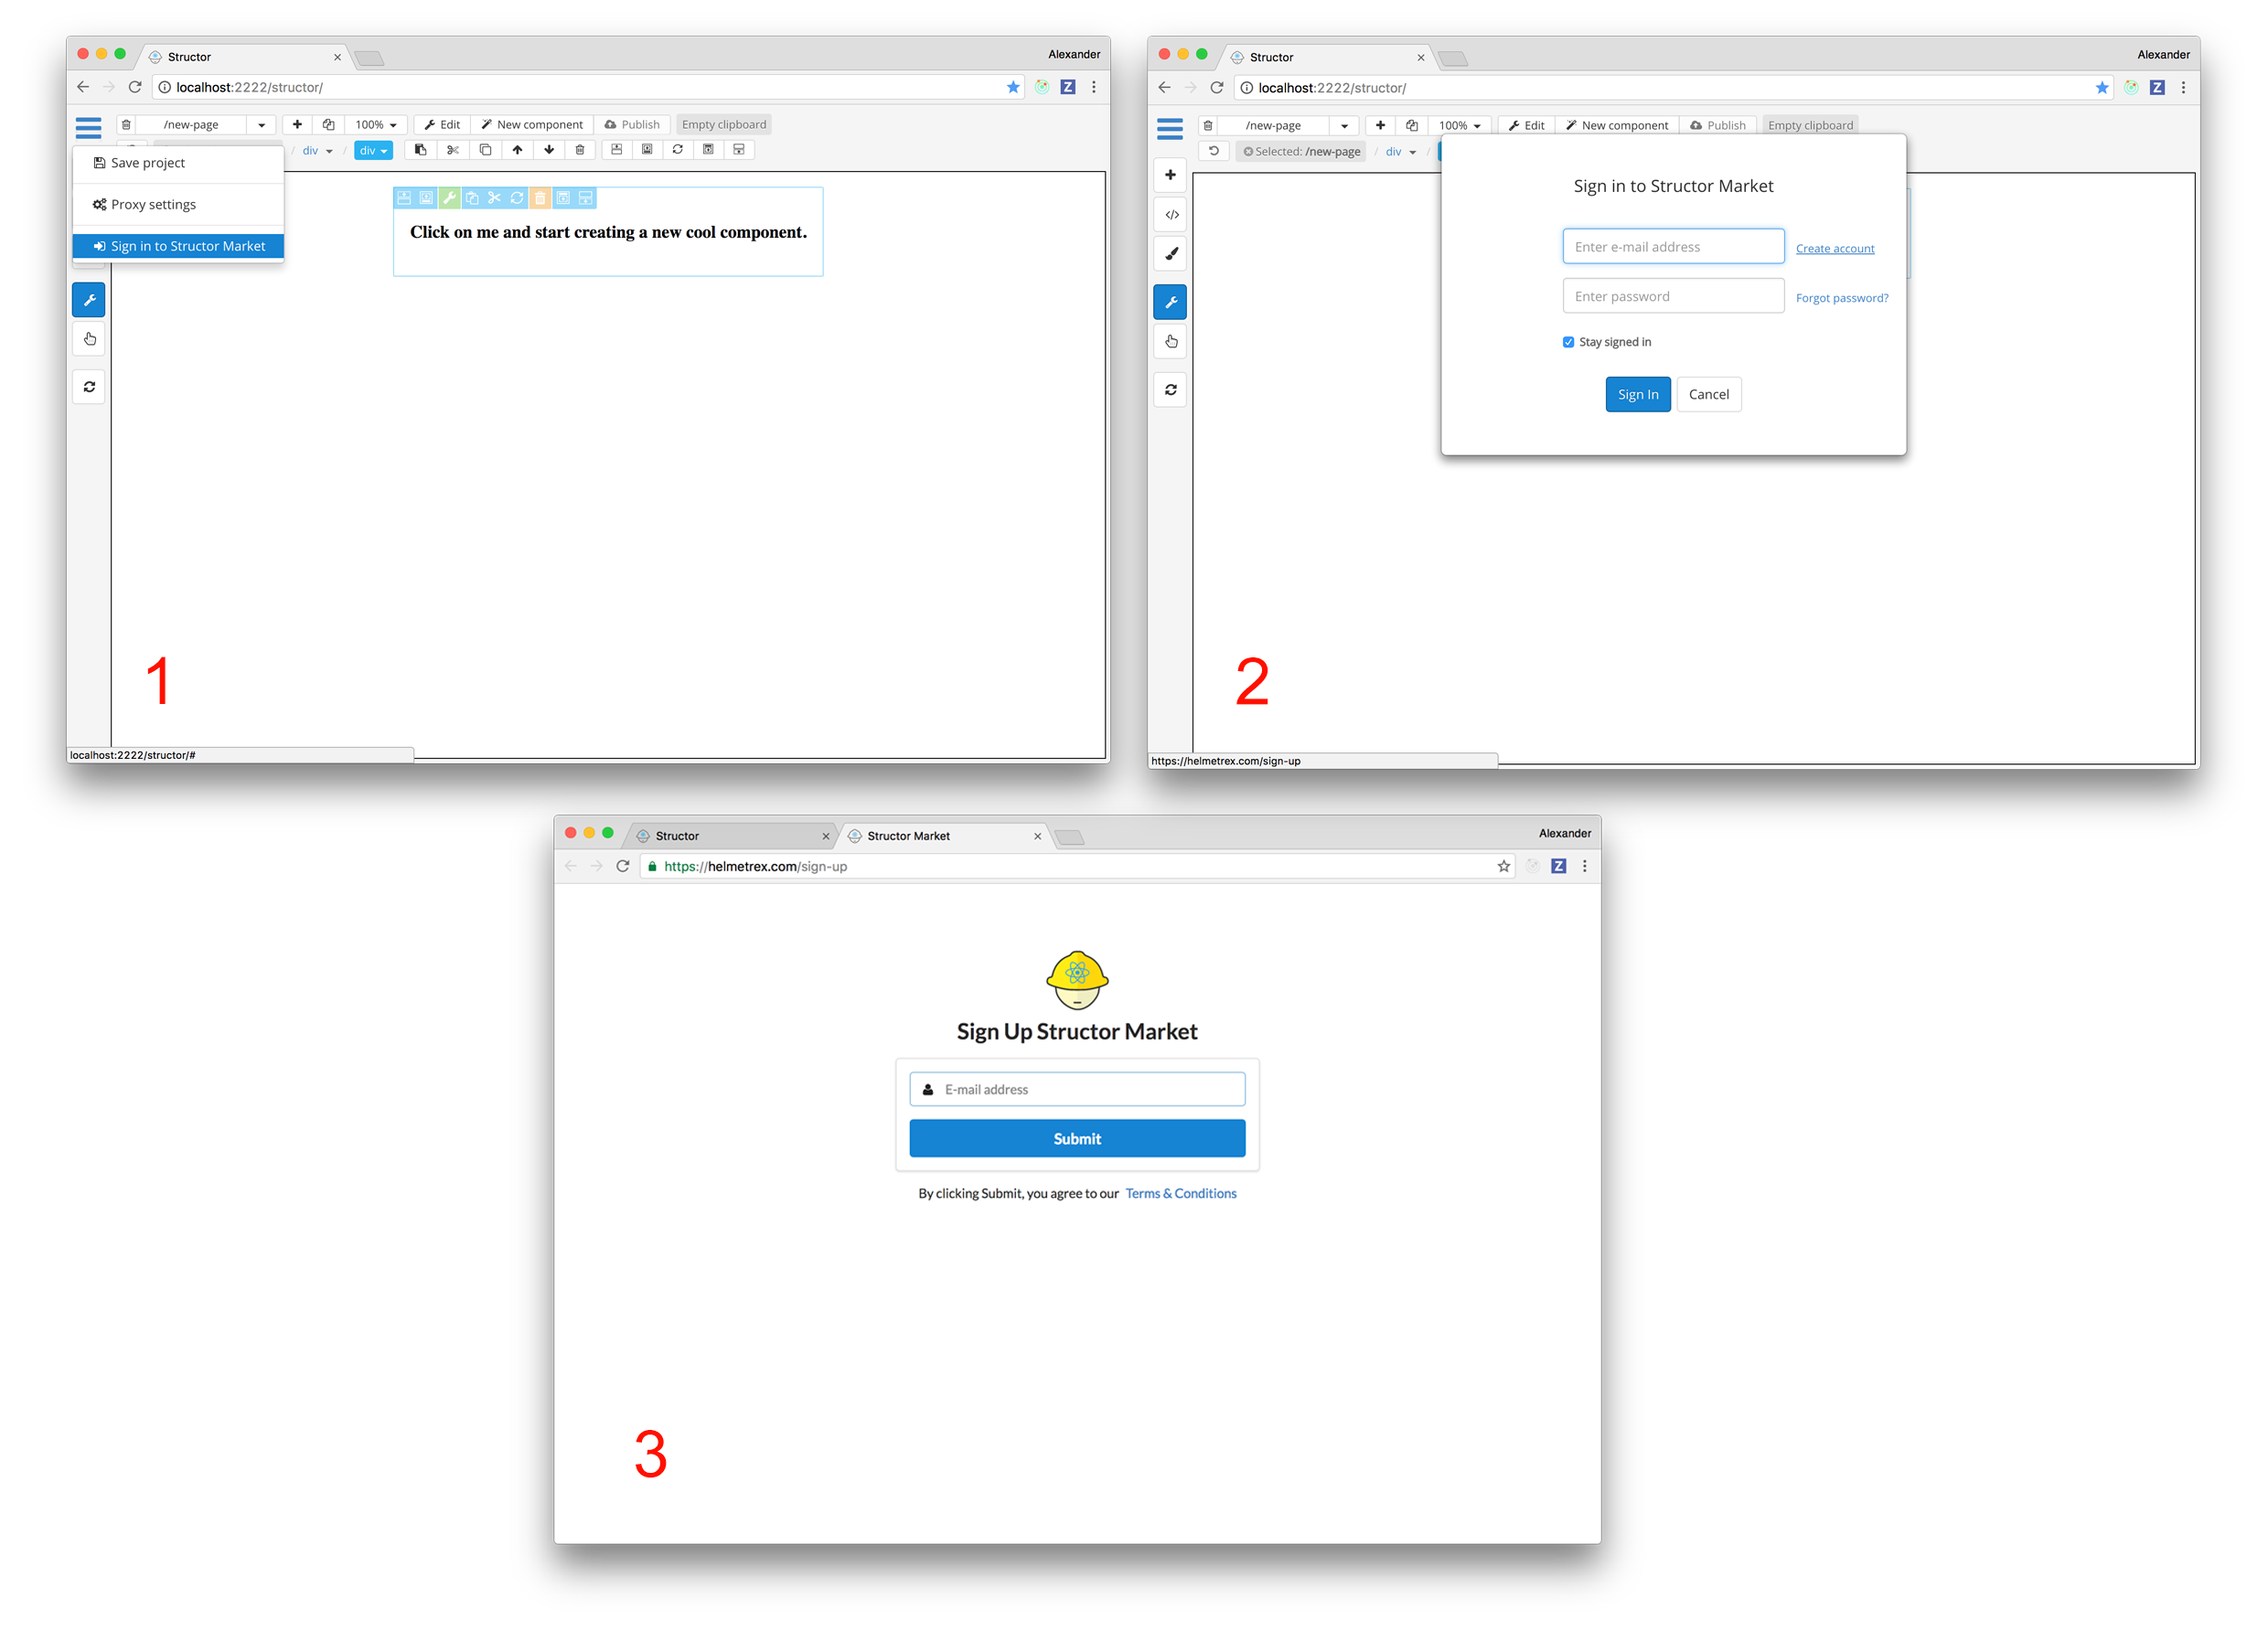 Structor
Alexander
localhost:2222/structor/
Z
/new-page
100%
Edit
New component
Publish
Empty clipboard
/ div / div
Save project
Proxy settings
Sign in to Structor Market
Click on me and start creating a new cool component.
1
localhost:2222/structor/#
Structor
Alexander
localhost:2222/structor/
Z
/new-page
100%
Edit
New component
Publish
Empty clipboard
Selected: /new-page / div /
Sign in to Structor Market
Enter e-mail address
Create account
Enter password
Forgot password?
Stay signed in
Sign In
Cancel
2
https://helmetrex.com/sign-up
Structor
Structor Market
Alexander
https://helmetrex.com/sign-up
Z
Sign Up Structor Market
E-mail address
Submit
By clicking Submit, you agree to our Terms & Conditions
3